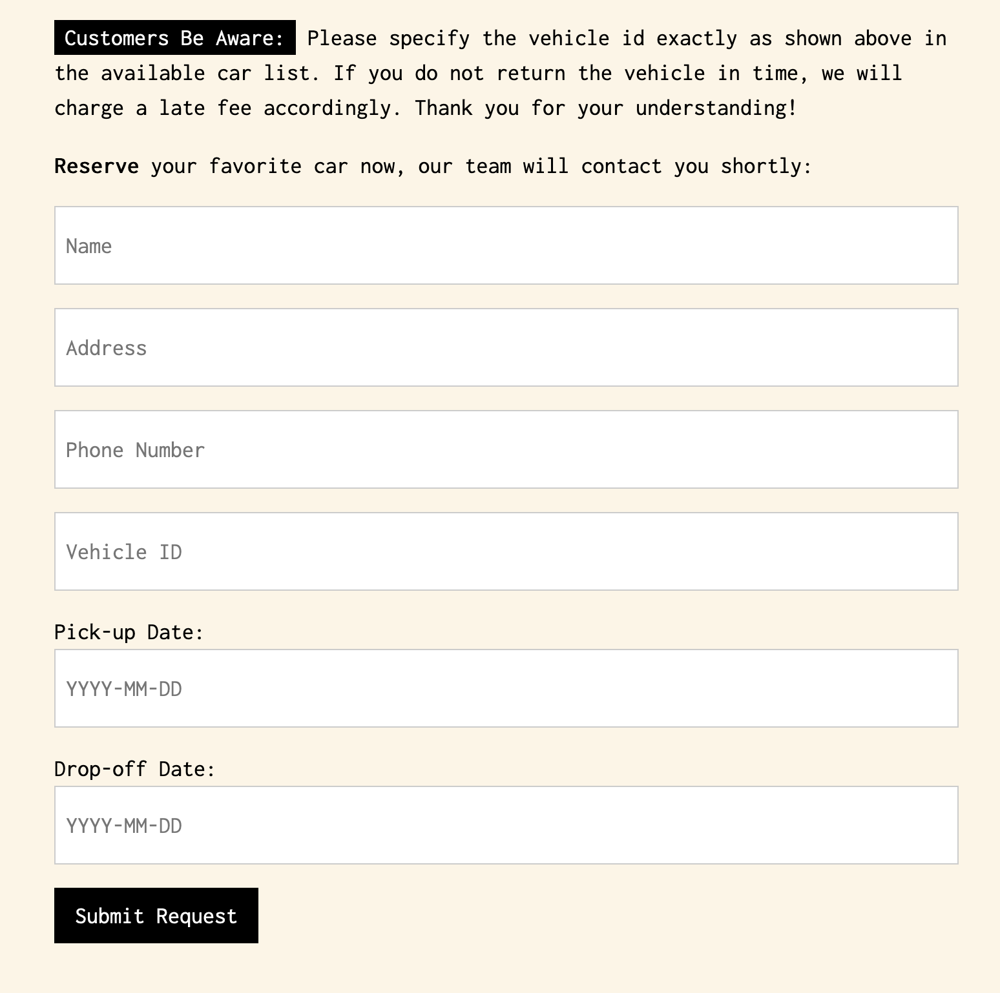 Customers Be Aware: Please specify the vehicle id exactly as shown above in
the available car list. If you do not return the vehicle in time, we will
charge a late fee accordingly. Thank you for your understanding!
Reserve your favorite car now, our team will contact you shortly:
Name
Address
Phone Number
Vehicle ID
Pick-up Date:
YYYY-MM-DD
Drop-off Date:
YYYY-MM-DD
Submit Request